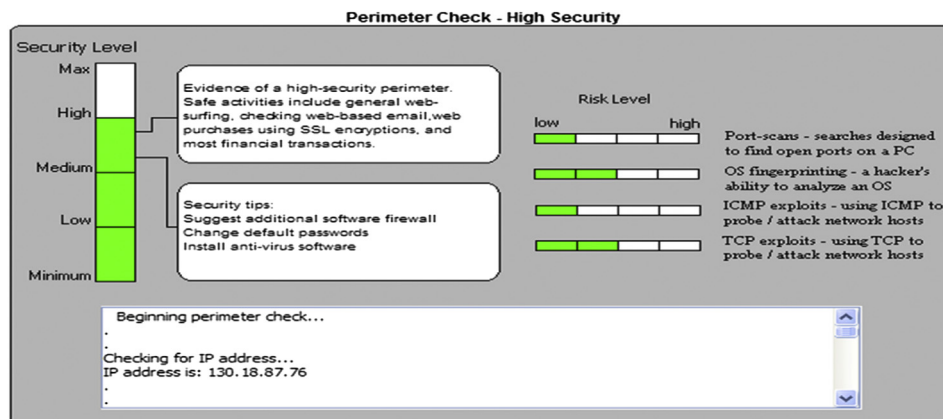 Perimeter Check - High Security
Security Level
Max
High
Medium
Low
Minimum
Evidence of a high-security perimeter.
Safe activities include general web-
surfing, checking web-based email,web
purchases using SSL encryptions, and
most financial transactions.
Security tips:
Suggest additional software firewall
Change default passwords
Install anti-virus software
Risk Level
low high
Port-scans - searches designed
to find open ports on a PC
OS fingerprinting - a hacker's
ability to analyze an OS
ICMP exploits - using ICMP to
probe / attack network hosts
TCP exploits - using TCP to
probe / attack network hosts
Beginning perimeter check...
.
.
Checking for IP address...
IP address is: 130.18.87.76
.
.